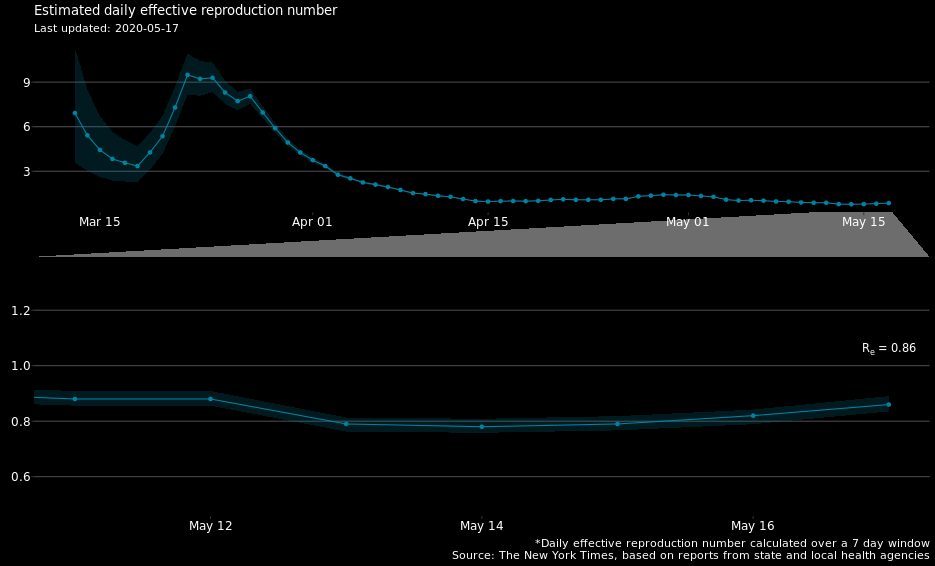 Estimated daily effective reproduction number
Last updated: 2020-05-17
9
6
3
Mar 15 Apr 01 Apr 15 May 01 May 15
1.2
Re = 0.86
1.0
0.8
0.6
May 12 May 14 May 16
*Daily effective reproduction number calculated over a 7 day window
Source: The New York Times, based on reports from state and local health agencies